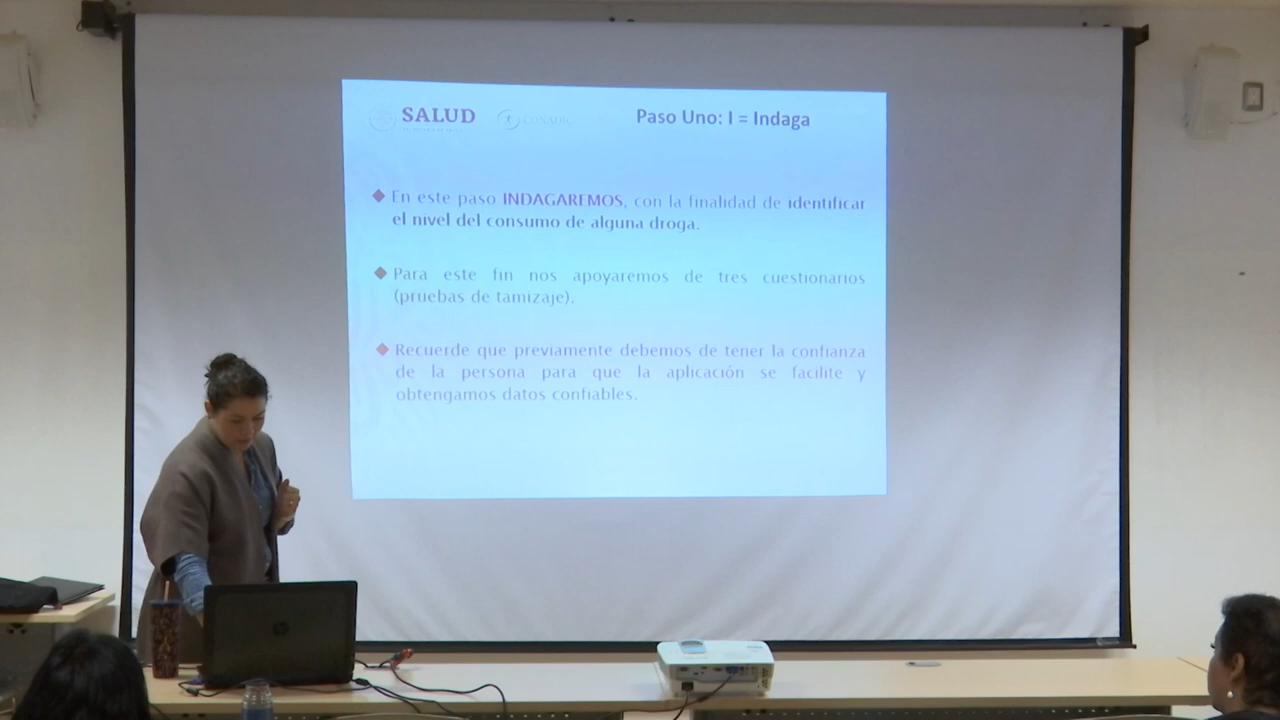 SALUD
CONADIC
Paso Uno: I = Indaga
En este paso INDAGAREMOS, con la finalidad de identificar
el nivel del consumo de alguna droga.
Para este fin nos apoyaremos de tres cuestionarios
(pruebas de tamizaje).
Recuerde que previamente debemos de tener la confianza
de la persona para que la aplicación se facilite y
obtengamos datos confiables.